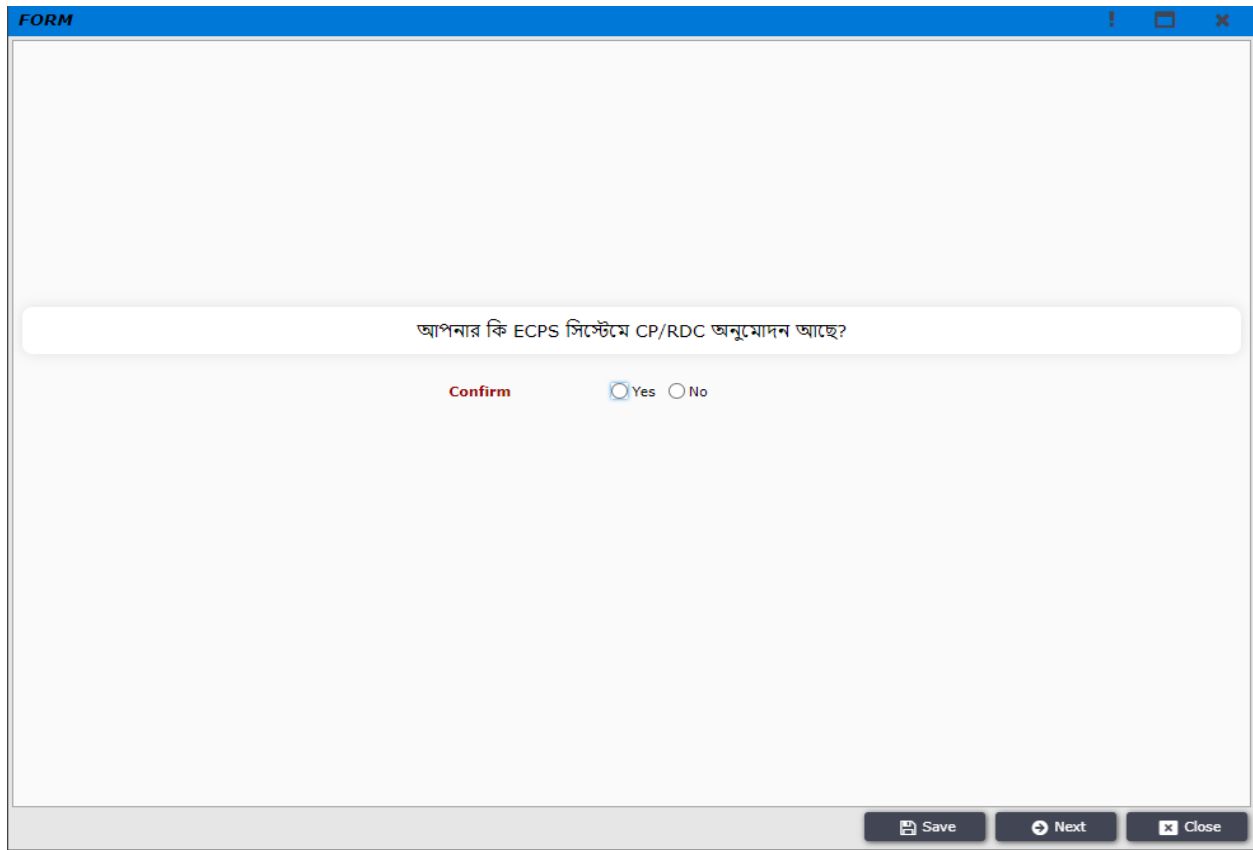 FORM
আপনার কি ECPS সিস্টেমে CP/RDC অনুমোদন আছে?
Confirm Yes No
Save Next Close